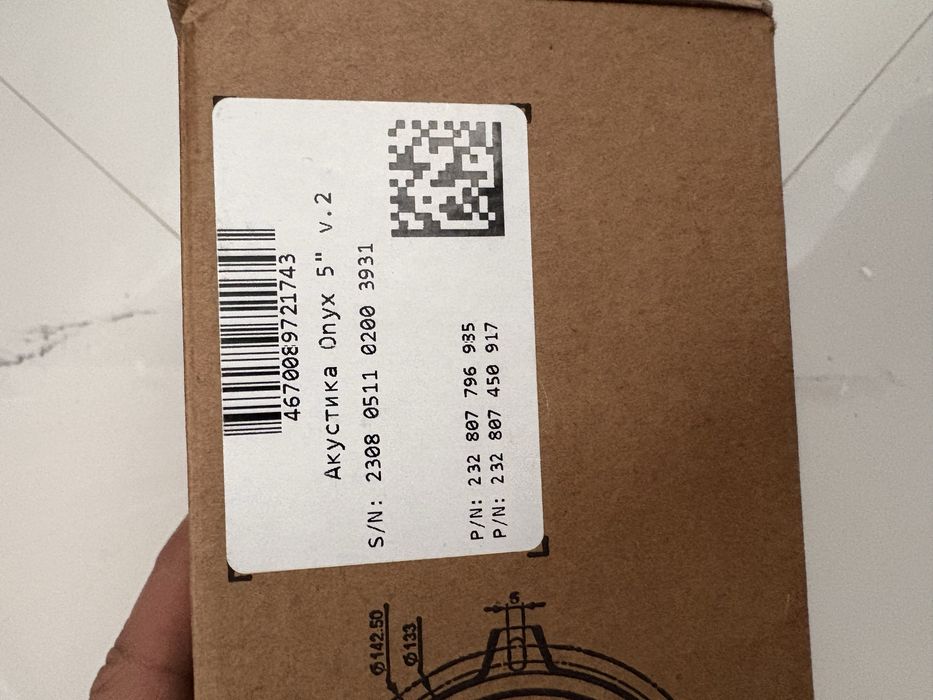 4670089721743
Акустика Onyx 5" v.2
S/N: 2308 0511 0200 3931
P/N: 232 807 796 935
P/N: 232 807 450 917
Ø142.50
Ø133